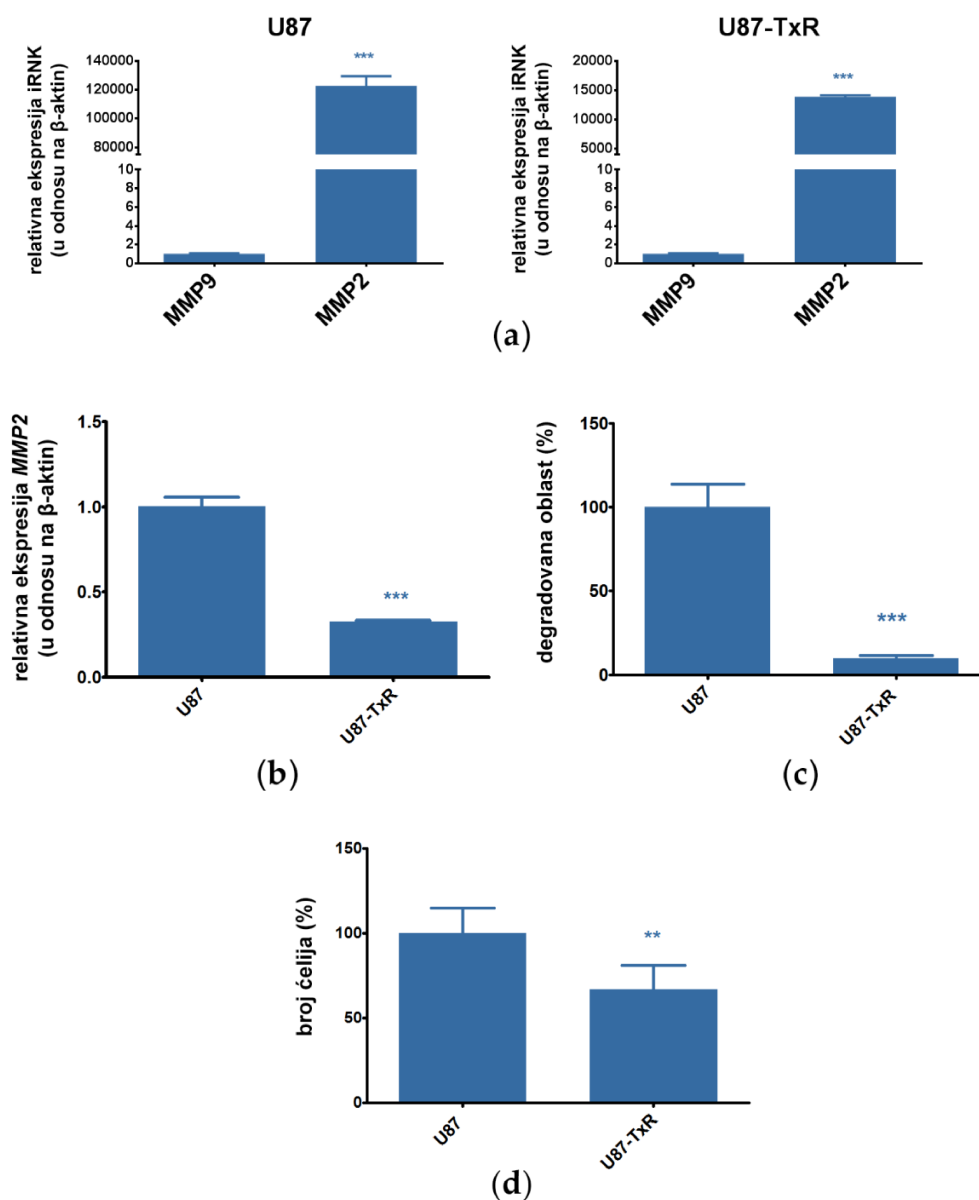 U87
relativna ekspresija iRNK
(u odnosu na β-aktin)
140000
120000
100000
80000
10
8
6
4
2
0
***
MMP9
MMP2
U87-TxR
relativna ekspresija iRNK
(u odnosu na β-aktin)
20000
15000
10000
5000
10
8
6
4
2
0
***
MMP9
MMP2
(a)
relativna ekspresija MMP2
(u odnosu na β-aktin)
1.5
1.0
0.5
0.0
***
U87
U87-TxR
(b)
degradovana oblast (%)
150
100
50
0
***
U87
U87-TxR
(c)
broj ćelija (%)
150
100
50
0
**
U87
U87-TxR
(d)